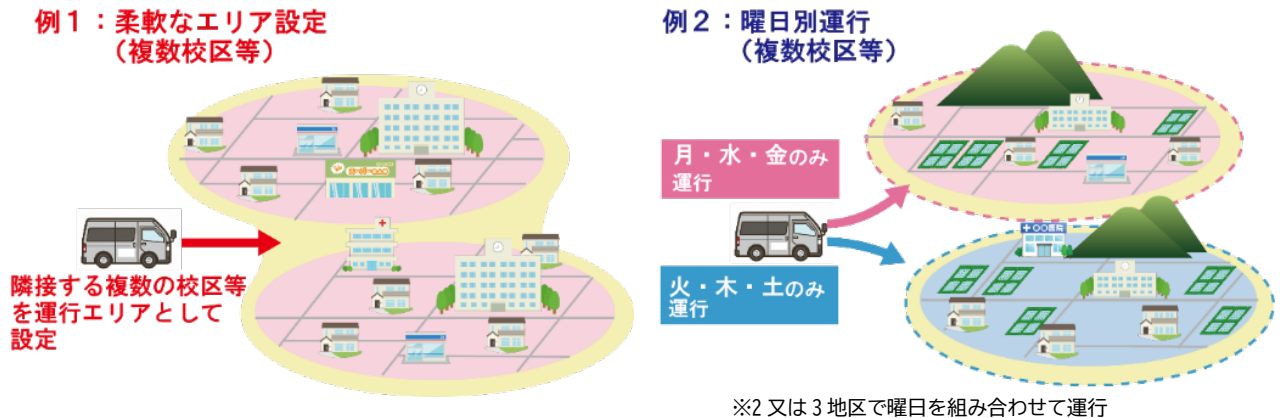 例1：柔軟なエリア設定
（複数校区等）
隣接する複数の校区等
を運行エリアとして
設定
例2：曜日別運行
（複数校区等）
月・水・金のみ
運行
火・木・土のみ
運行
〇〇医院
※2 又は 3 地区で曜日を組み合わせて運行